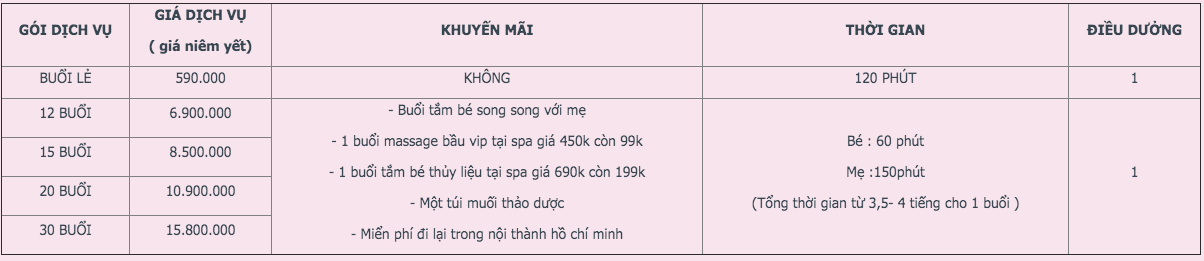 GÓI DỊCH VỤ
GIÁ DỊCH VỤ
( giá niêm yết)
KHUYẾN MÃI
THỜI GIAN
ĐIỀU DƯỠNG
BUỔI LẺ
590.000
KHÔNG
120 PHÚT
1
12 BUỔI
6.900.000
15 BUỔI
8.500.000
20 BUỔI
10.900.000
30 BUỔI
15.800.000
- Buổi tắm bé song song với mẹ
- 1 buổi massage bầu vip tại spa giá 450k còn 99k
- 1 buổi tắm bé thủy liệu tại spa giá 690k còn 199k
- Một túi muối thảo dược
- Miển phí đi lại trong nội thành hồ chí minh
Bé : 60 phút
Mẹ :150phút
(Tổng thời gian từ 3,5- 4 tiếng cho 1 buổi )
1